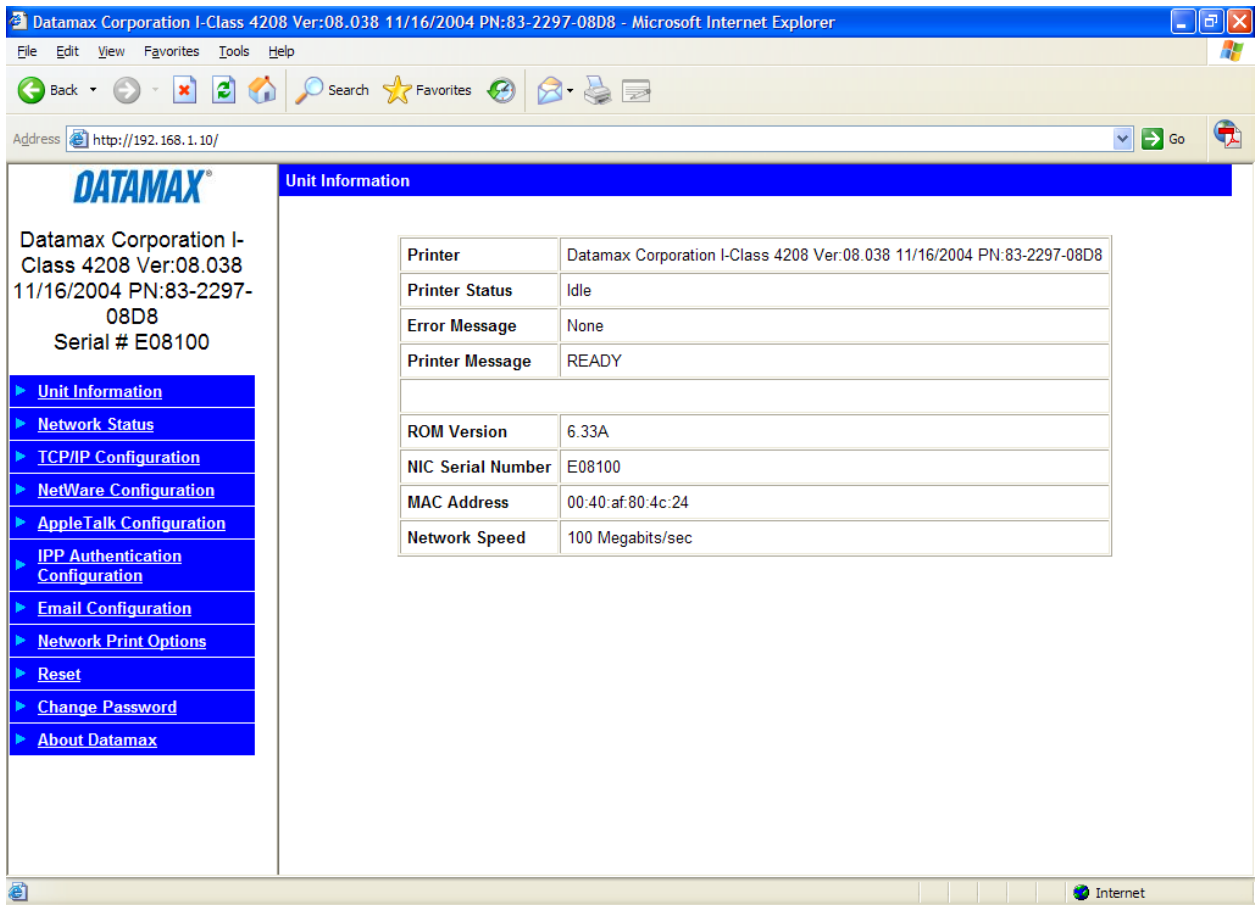 Datamax Corporation I-Class 4208 Ver:08.038 11/16/2004 PN:83-2297-08D8 - Microsoft Internet Explorer
File Edit View Favorites Tools Help
Back Search Favorites
Address http://192.168.1.10/ Go
DATAMAX®
Datamax Corporation I-
Class 4208 Ver:08.038
11/16/2004 PN:83-2297-
08D8
Serial # E08100
Unit Information
Network Status
TCP/IP Configuration
NetWare Configuration
AppleTalk Configuration
IPP Authentication
Configuration
Email Configuration
Network Print Options
Reset
Change Password
About Datamax
Unit Information
Printer Datamax Corporation I-Class 4208 Ver:08.038 11/16/2004 PN:83-2297-08D8
Printer Status Idle
Error Message None
Printer Message READY
ROM Version 6.33A
NIC Serial Number E08100
MAC Address 00:40:af:80:4c:24
Network Speed 100 Megabits/sec
Internet